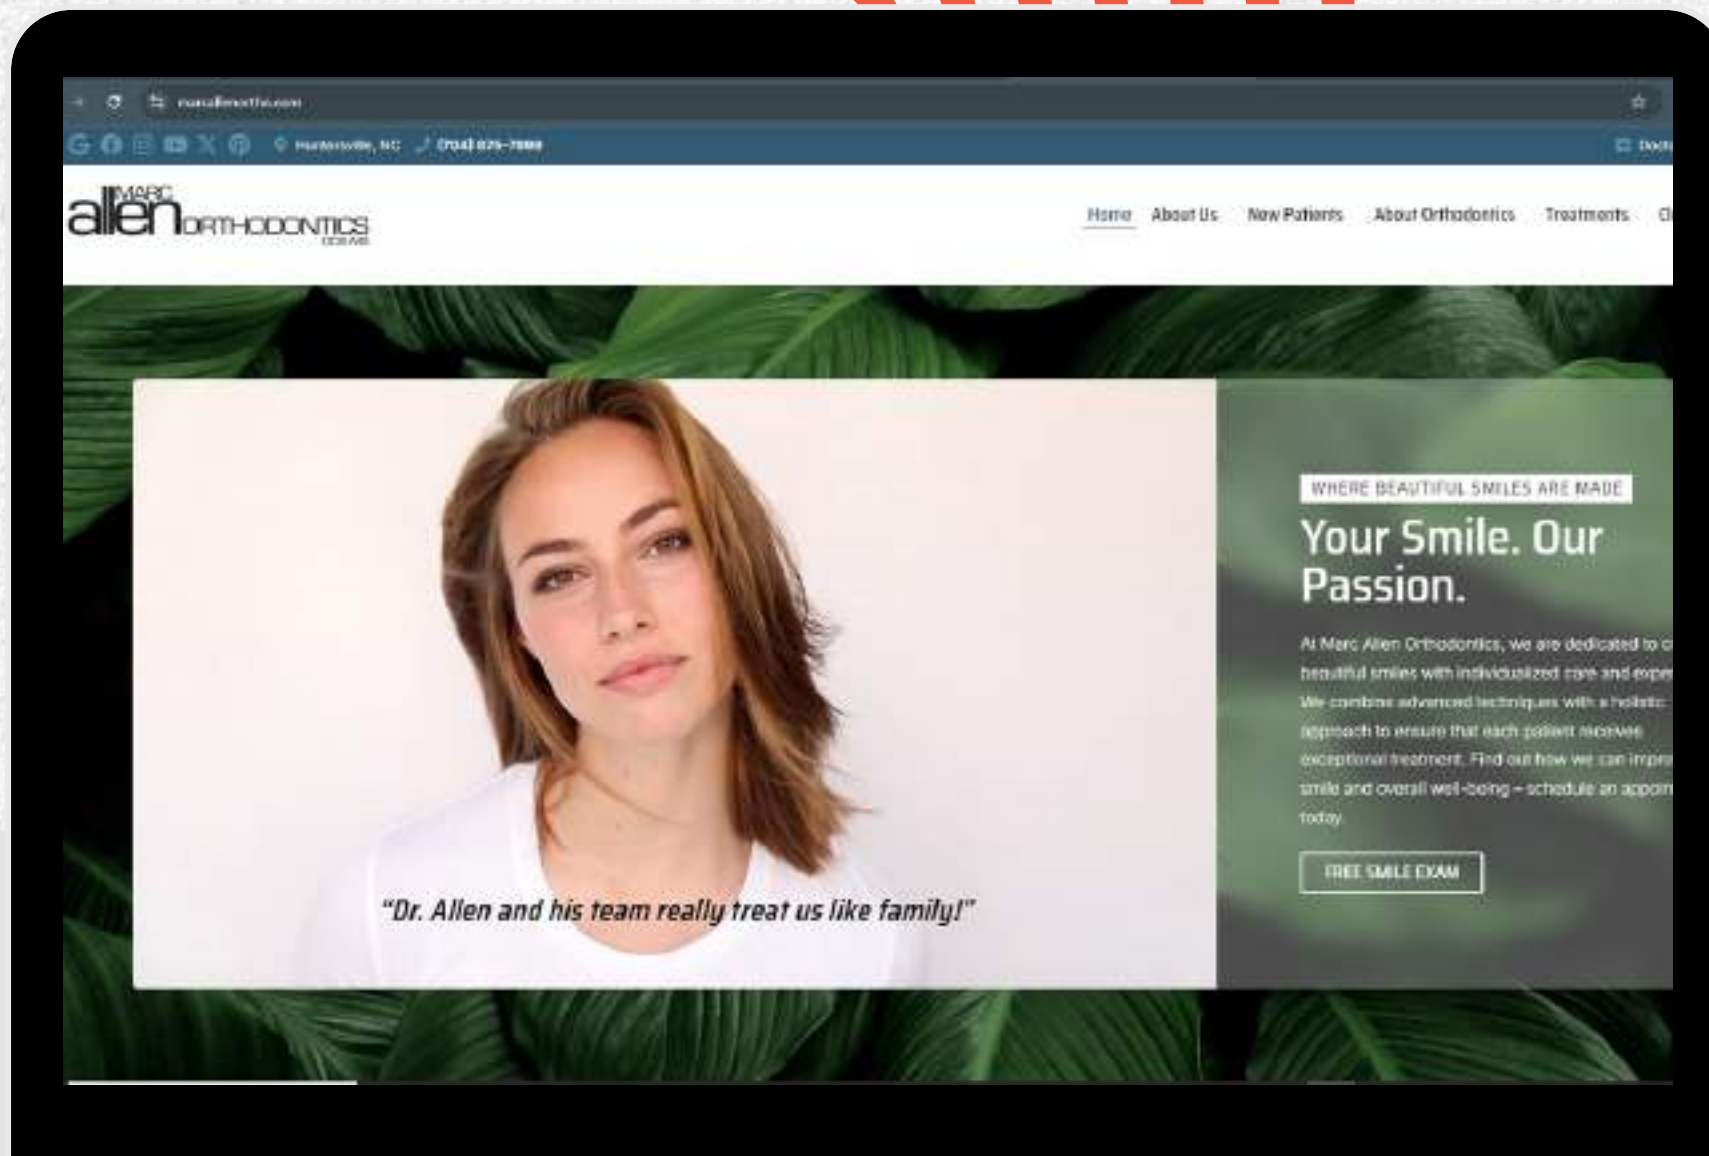 marcallenortho.com
Huntersville, NC
MARC
allen ORTHODONTICS
Home About Us New Patients About Orthodontics Treatments
WHERE BEAUTIFUL SMILES ARE MADE
Your Smile. Our
Passion.
At Marc Allen Orthodontics, we are dedicated to
beautiful smiles with individualized care and
We combine advanced techniques with a holistic
approach to ensure that each patient receives
exceptional treatment. Find out how we can
smile and overall well-being – schedule an
today.
FREE SMILE EXAM
“Dr. Allen and his team really treat us like family!”